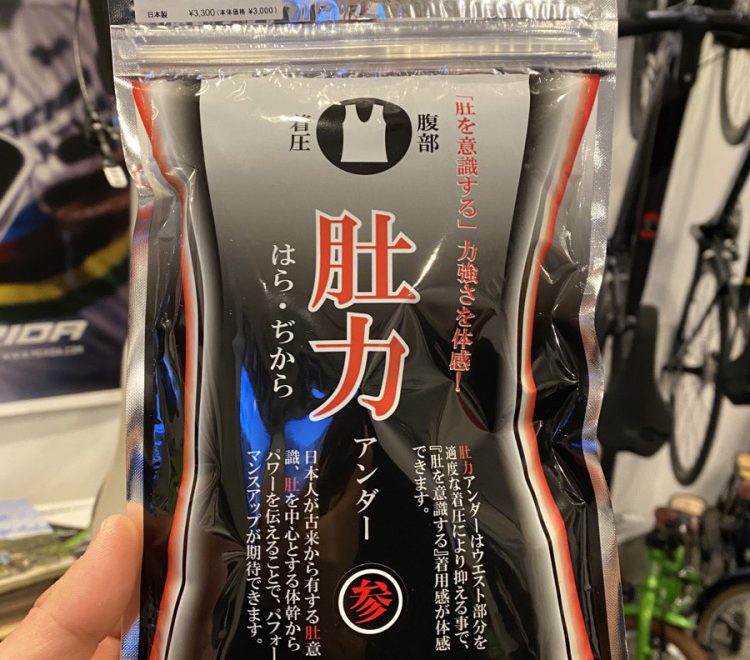 日本製
¥3,300(本体価格 ¥3,000)
腹部
着圧
「肚を意識する」力強さを体感！
肚力
はら・ぢから
アンダー
参
肚力アンダーはウエスト部分を
適度な着圧により抑える事で、
『肚を意識する』着用感が体感
できます。
日本人が古来から有する肚意
識、肚を中心とする体幹から
パワーを伝えることで、パフォー
マンスアップが期待できます。
RIDA